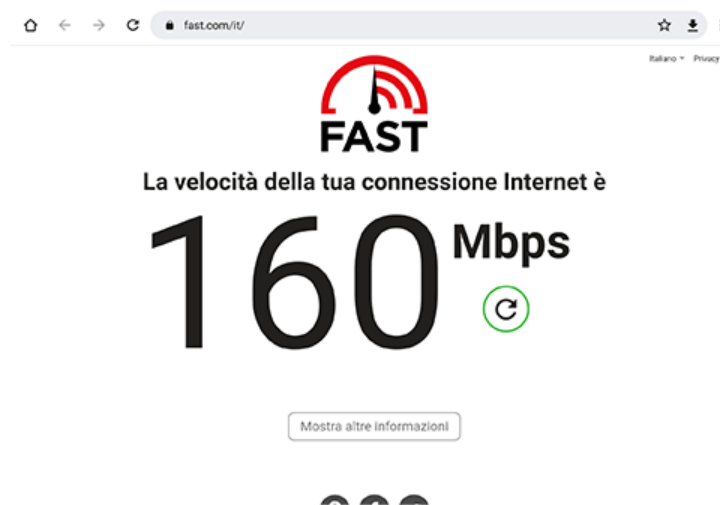 fast.com/it/
Italiano Privacy
FAST
La velocità della tua connessione Internet è
160 Mbps
Mostra altre informazioni